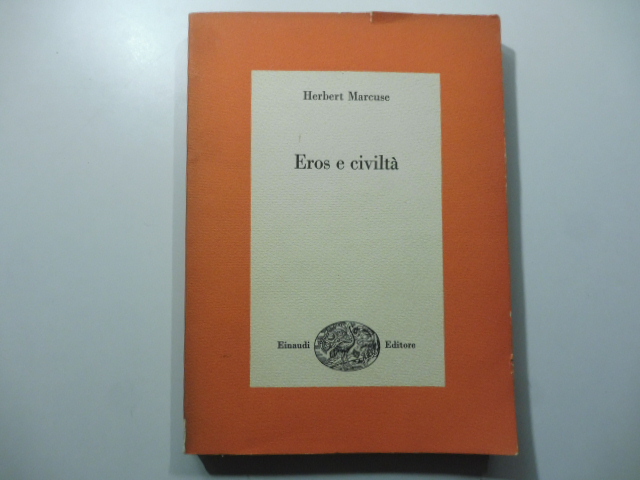 Herbert Marcuse
Eros e civiltà
Einaudi Editore